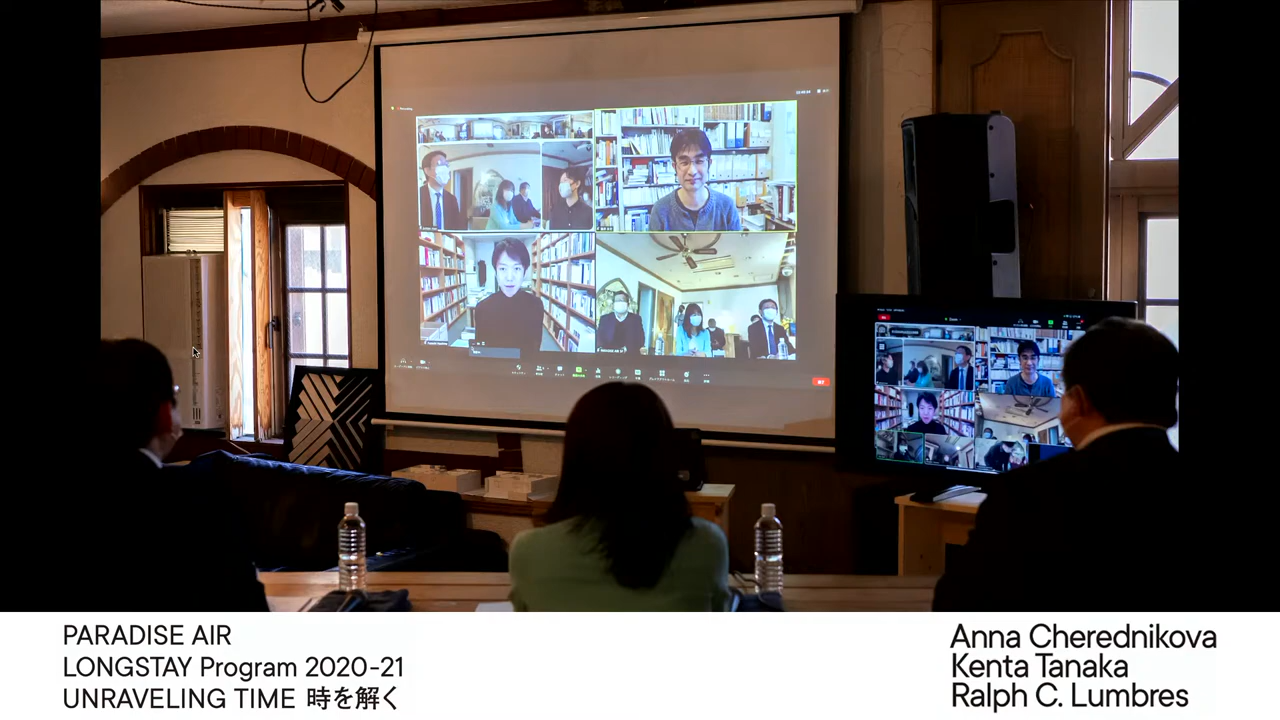 PARADISE AIR
LONGSTAY Program 2020-21
UNRAVELING TIME 時を解く
Anna Cherednikova
Kenta Tanaka
Ralph C. Lumbres